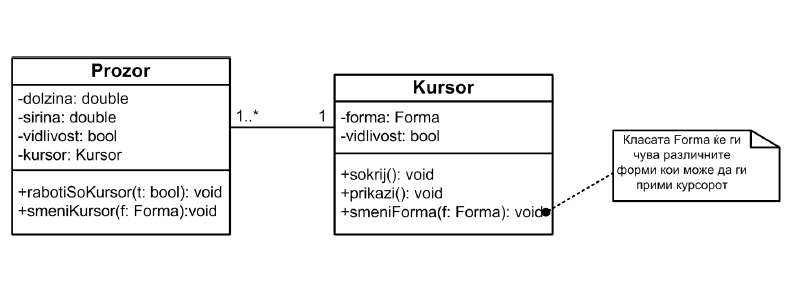 Prozor
-dolzina: double
-sirina: double
-vidlivost: bool
-kursor: Kursor
+rabotiSoKursor(t: bool): void
+smeniKursor(f: Forma):void
1..*
1
Kursor
-forma: Forma
-vidlivost: bool
+sokrij(): void
+prikazi(): void
+smeniForma(f: Forma): void
Класата Forma ќе ги
чува различните
форми кои може да ги
прими курсорот